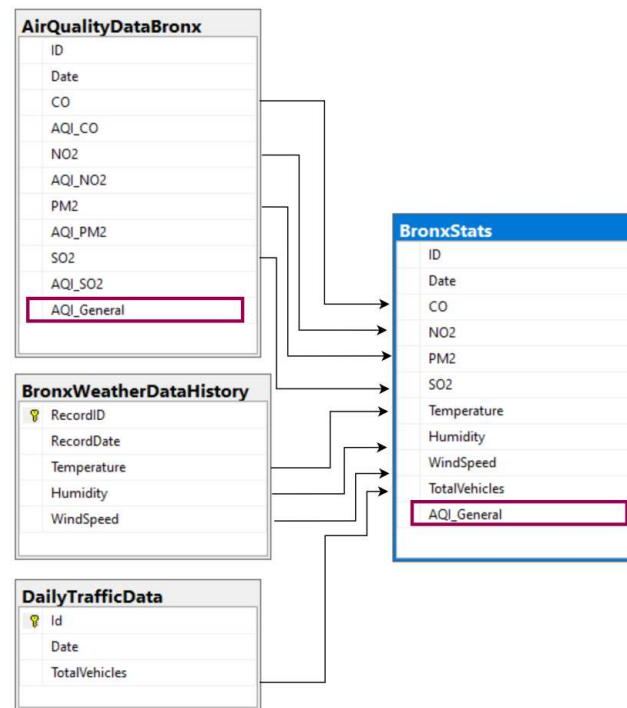 AirQualityDataBronx
ID
Date
CO
AQI_CO
NO2
AQI_NO2
PM2
AQI_PM2
SO2
AQI_SO2
AQI_General
BronxWeatherDataHistory
RecordID
RecordDate
Temperature
Humidity
WindSpeed
DailyTrafficData
Id
Date
TotalVehicles
BronxStats
ID
Date
CO
NO2
PM2
SO2
Temperature
Humidity
WindSpeed
TotalVehicles
AQI_General